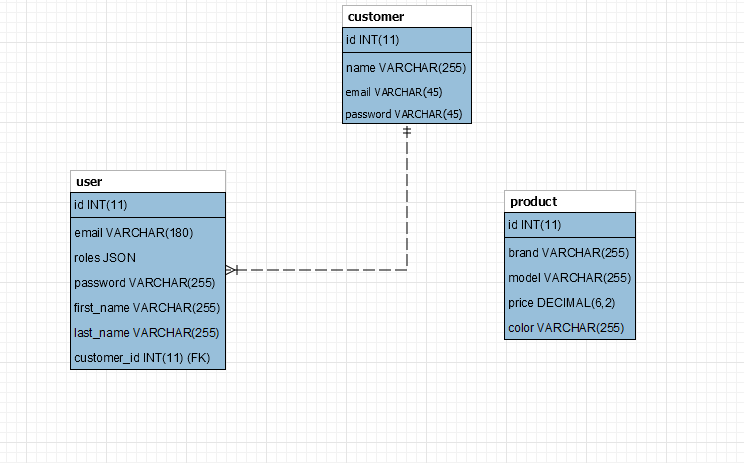 customer
id INT(11)
name VARCHAR(255)
email VARCHAR(45)
password VARCHAR(45)
user
id INT(11)
email VARCHAR(180)
roles JSON
password VARCHAR(255)
first_name VARCHAR(255)
last_name VARCHAR(255)
customer_id INT(11) (FK)
product
id INT(11)
brand VARCHAR(255)
model VARCHAR(255)
price DECIMAL(6,2)
color VARCHAR(255)